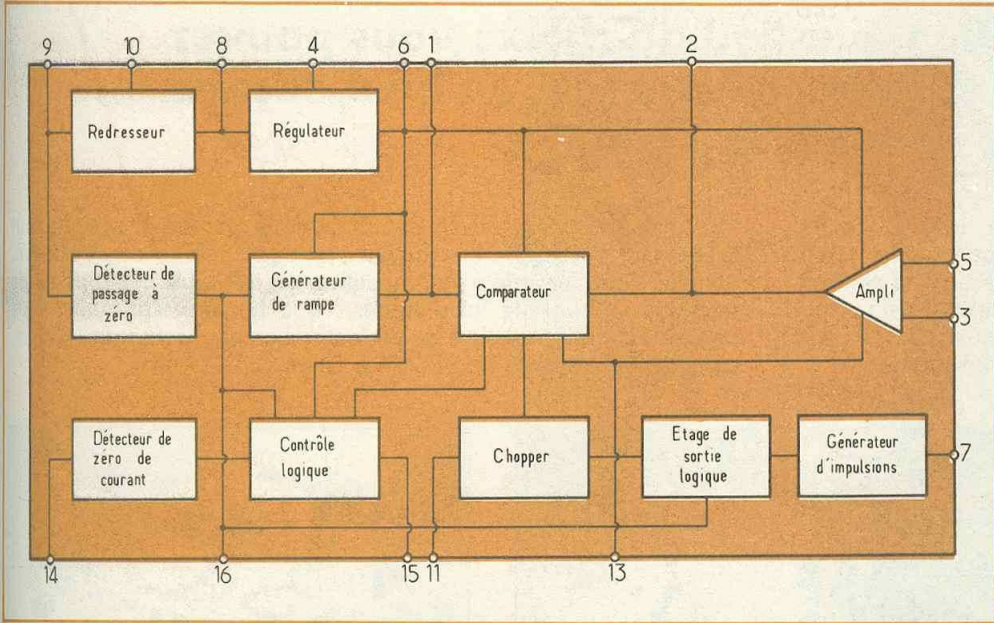 9 10 8 4 6 1 2
Redresseur
Régulateur
Détecteur de
passage à
zéro
Générateur
de rampe
Comparateur
Ampli
5
3
Détecteur de
zéro de
courant
Contrôle
logique
Chopper
Etage de
sortie
logique
Générateur
d'impulsions
7
14 16 15 11 13